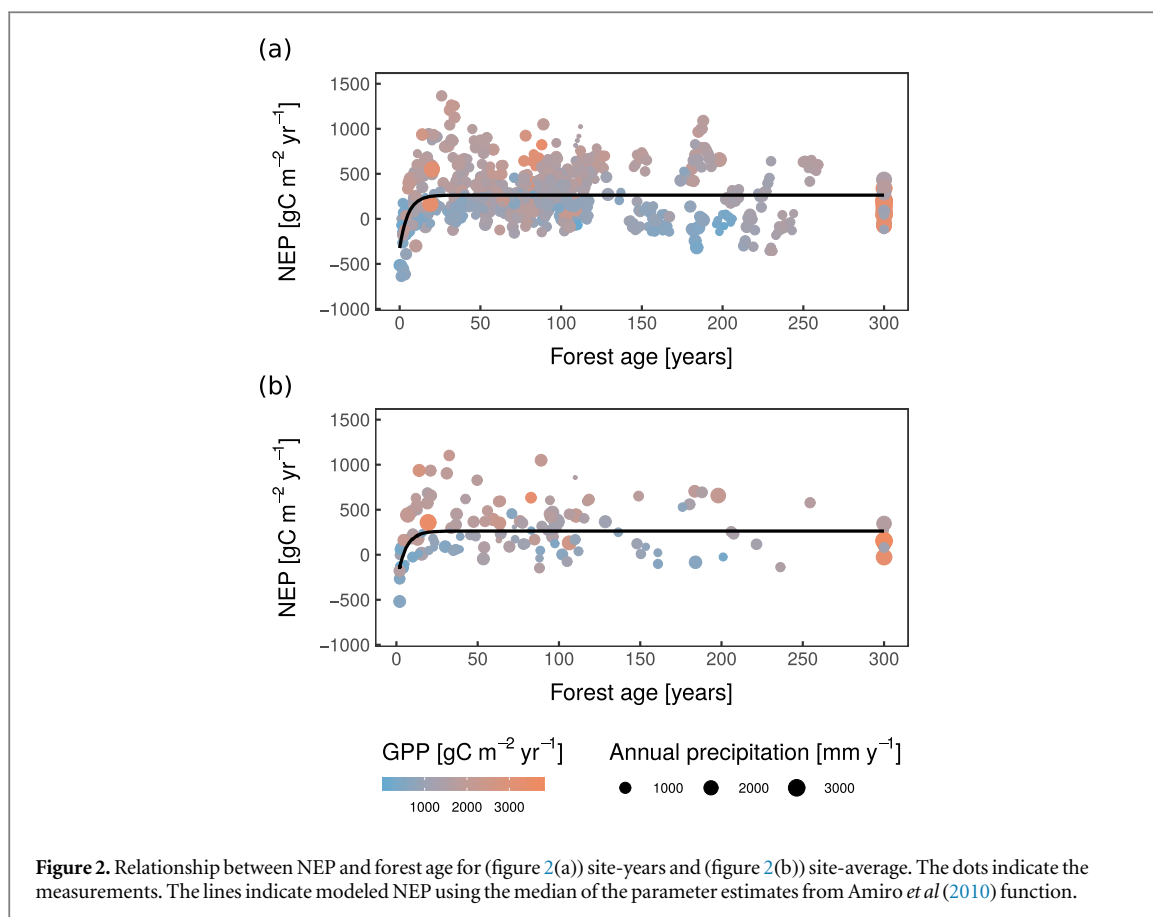 (a)
NEP [gC m⁻² yr⁻¹]
1500
1000
500
0
−500
−1000
0 50 100 150 200 250 300
Forest age [years]
(b)
NEP [gC m⁻² yr⁻¹]
1500
1000
500
0
−500
−1000
0 50 100 150 200 250 300
Forest age [years]
GPP [gC m⁻² yr⁻¹]
1000 2000 3000
Annual precipitation [mm y⁻¹]
1000 2000 3000
Figure 2. Relationship between NEP and forest age for (figure 2(a)) site-years and (figure 2(b)) site-average. The dots indicate the
measurements. The lines indicate modeled NEP using the median of the parameter estimates from Amiro et al (2010) function.